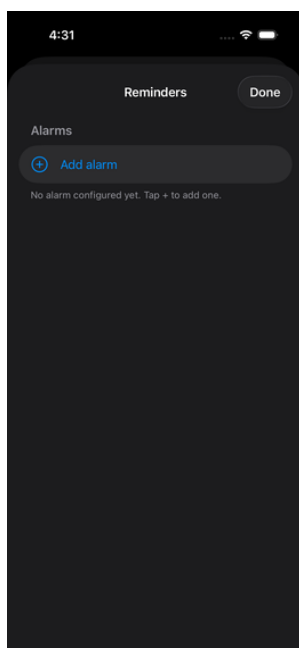 4:31
Reminders
Done
Alarms
Add alarm
No alarm configured yet. Tap + to add one.